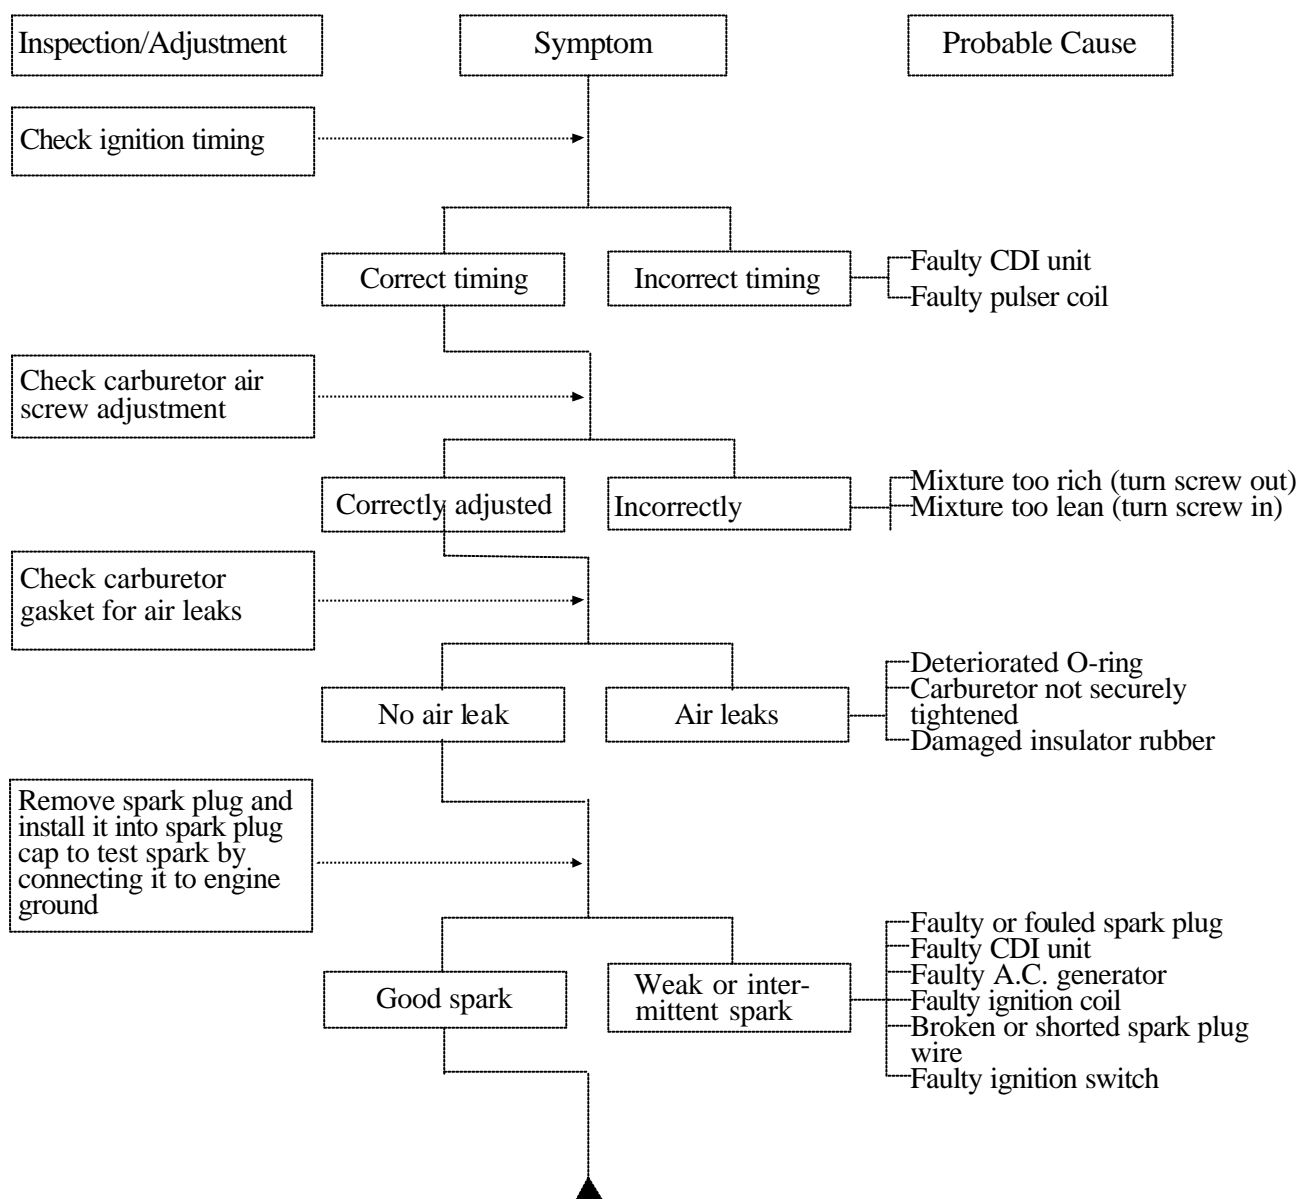 Inspection/Adjustment
Symptom
Probable Cause
Check ignition timing
Correct timing
Incorrect timing
Faulty CDI unit
Faulty pulser coil
Check carburetor air
screw adjustment
Correctly adjusted
Incorrectly
Mixture too rich (turn screw out)
Mixture too lean (turn screw in)
Check carburetor
gasket for air leaks
No air leak
Air leaks
Deteriorated O-ring
Carburetor not securely
tightened
Damaged insulator rubber
Remove spark plug and
install it into spark plug
cap to test spark by
connecting it to engine
ground
Good spark
Weak or inter-
mittent spark
Faulty or fouled spark plug
Faulty CDI unit
Faulty A.C. generator
Faulty ignition coil
Broken or shorted spark plug
wire
Faulty ignition switch